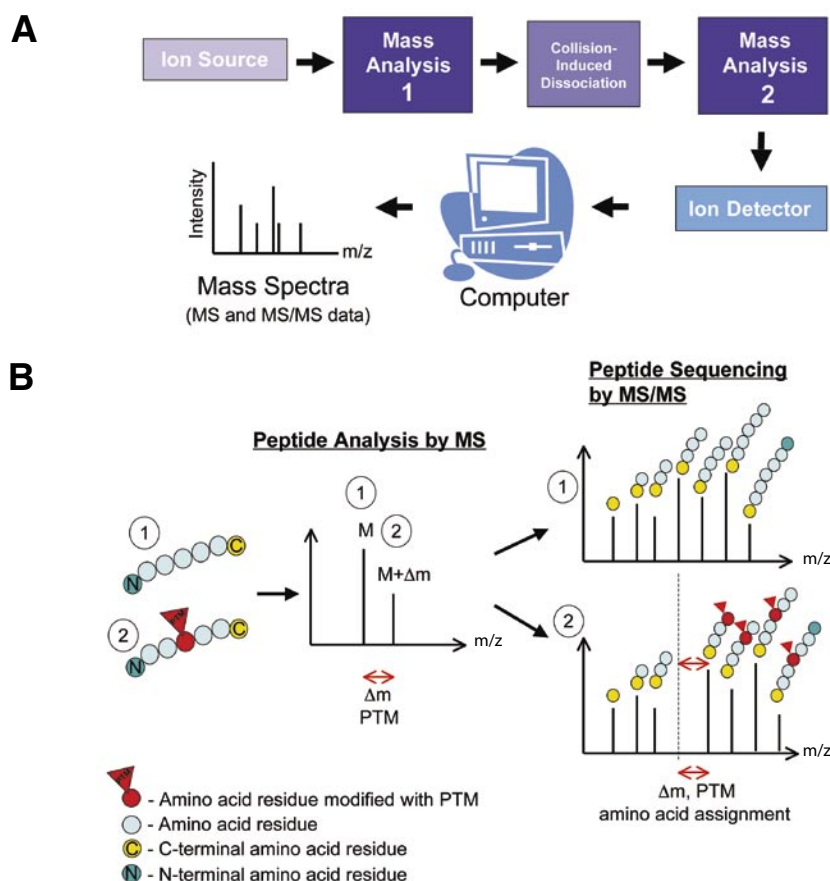 A
Ion Source
Mass
Analysis
1
Collision-
Induced
Dissociation
Mass
Analysis
2
Ion Detector
Computer
Intensity
m/z
Mass Spectra
(MS and MS/MS data)
B
Peptide Sequencing
by MS/MS
Peptide Analysis by MS
1
C
N
2
PTM
C
N
1
M
2
M+Δm
m/z
Δm
PTM
1
m/z
2
m/z
Δm, PTM
amino acid assignment
PTM
- Amino acid residue modified with PTM
- Amino acid residue
C - C-terminal amino acid residue
N - N-terminal amino acid residue